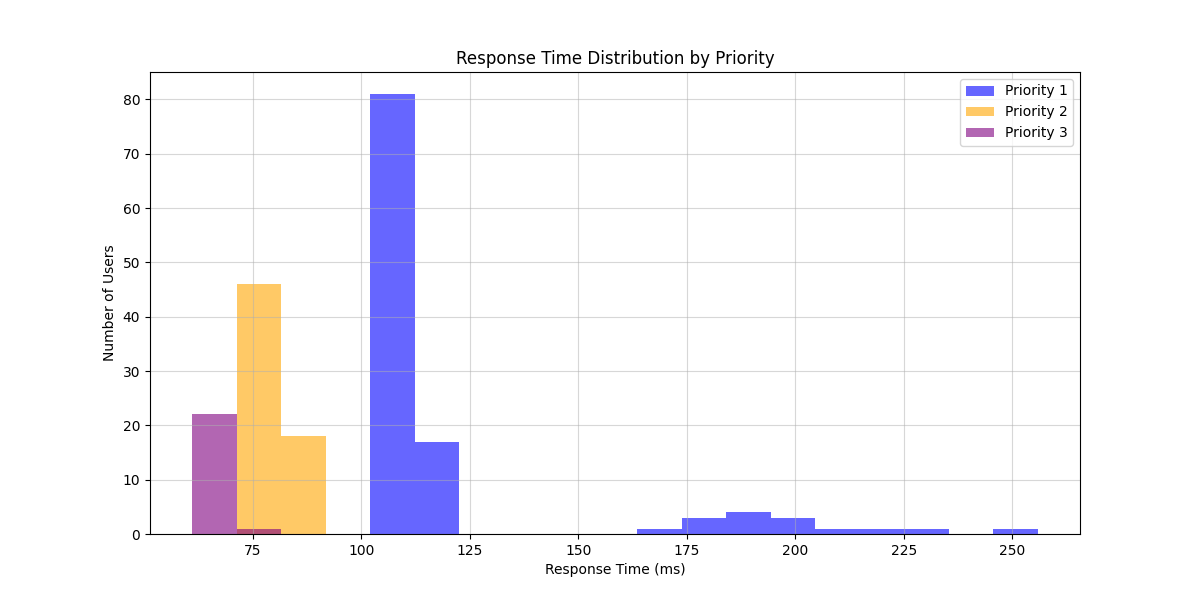 Response Time Distribution by Priority
Priority 1
Priority 2
Priority 3
Number of Users
80
70
60
50
40
30
20
10
0
75 100 125 150 175 200 225 250
Response Time (ms)